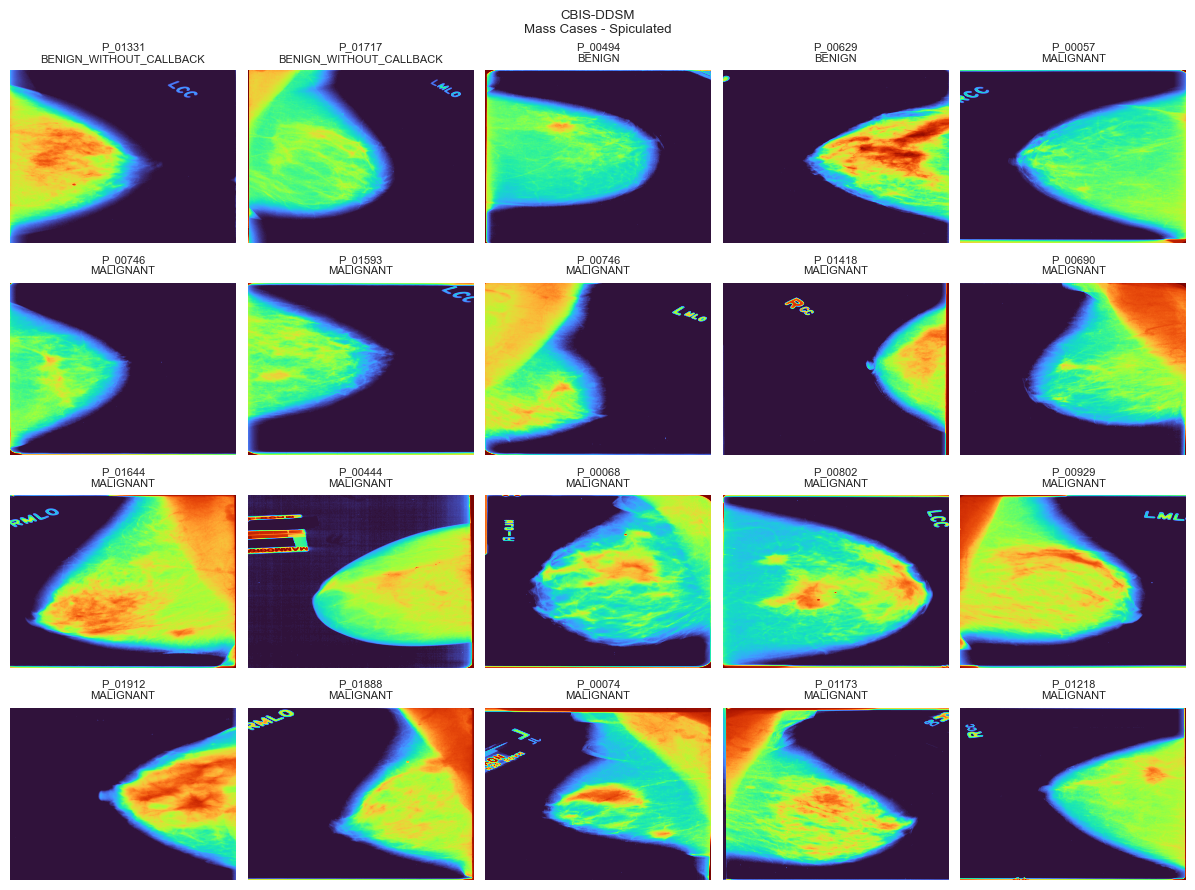 CBIS-DDSM
Mass Cases - Spiculated
P_01331
BENIGN_WITHOUT_CALLBACK
LCC
P_01717
BENIGN_WITHOUT_CALLBACK
LMLO
P_00494
BENIGN
P_00629
BENIGN
P_00057
MALIGNANT
RCC
P_00746
MALIGNANT
P_01593
MALIGNANT
LCC
P_00746
MALIGNANT
LMLO
P_01418
MALIGNANT
RCC
P_00690
MALIGNANT
P_01644
MALIGNANT
RMLO
P_00444
MALIGNANT
P_00068
MALIGNANT
P_00802
MALIGNANT
LCC
P_00929
MALIGNANT
LML
P_01912
MALIGNANT
P_01888
MALIGNANT
RMLO
P_00074
MALIGNANT
L
P_01173
MALIGNANT
P_01218
MALIGNANT